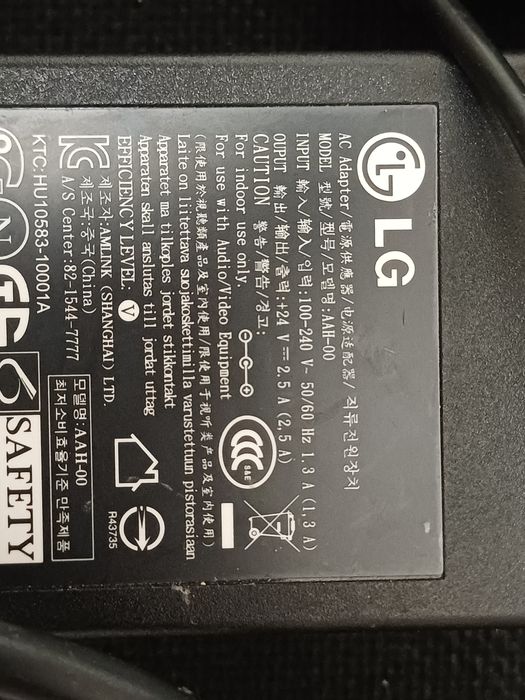 LG
AC Adapter/電源供應器/电源适配器/ 직류전원장치
MODEL 型號/型号/모델명:AAH-00
INPUT 輸入/输入/입력:100-240 V~ 50/60 Hz 1.3 A (1,3 A)
OUPUT 輸出/输出/출력:+24 V ⎓ 2.5 A (2,5 A)
CAUTION 警告/警告/경고:
For indoor use only.
For use with Audio/Video Equipment
(限使用於視聽類產品及室內使用/限使用于视听类产品及室内使用)
Laite on liitettava suojakoskettimilla varustettuun pistorasiaan
Apparatet ma tilkoples jordet stikkontakt
Apparaten skall anslutas till jordat uttag
EFFICIENCY LEVEL: V
제조자:AMLINK (SHANGHAI) LTD.
제조국:중국(China)
A/S Center:82-1544-7777
KTC:HU10583-10001A
모델명:AAH-00
최저소비효율기준 만족제품
CCC
S&E
R43735
N
SAFETY